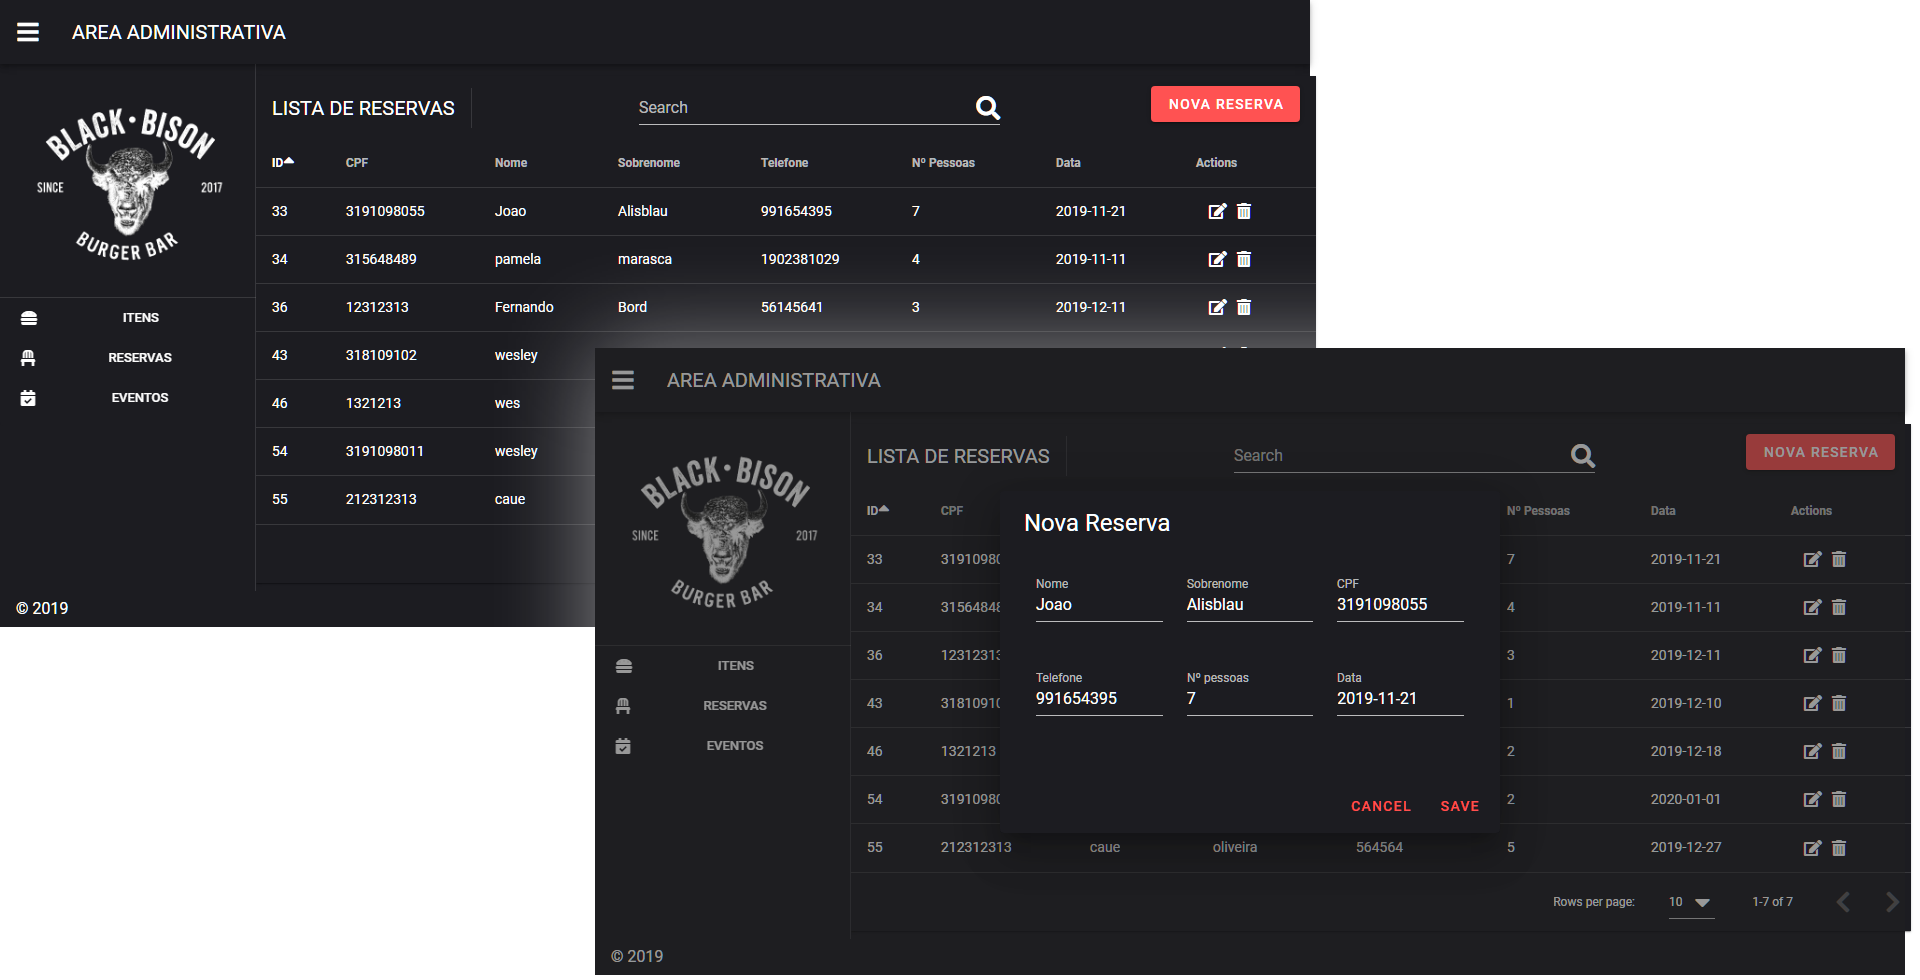 AREA ADMINISTRATIVA
BLACK • BISON
SINCE 2017
BURGER BAR
ITENS
RESERVAS
EVENTOS
© 2019
LISTA DE RESERVAS Search NOVA RESERVA
ID CPF Nome Sobrenome Telefone Nº Pessoas Data Actions
33 3191098055 Joao Alisblau 991654395 7 2019-11-21
34 315648489 pamela marasca 1902381029 4 2019-11-11
36 12312313 Fernando Bord 56145641 3 2019-12-11
43 318109102 wesley
46 1321213 wes
54 3191098011 wesley
55 212312313 caue
AREA ADMINISTRATIVA
BLACK • BISON
SINCE 2017
BURGER BAR
ITENS
RESERVAS
EVENTOS
© 2019
LISTA DE RESERVAS Search NOVA RESERVA
ID CPF Nº Pessoas Data Actions
33 3191098 7 2019-11-21
34 31564848 4 2019-11-11
36 1231231 3 2019-12-11
43 3181091 1 2019-12-10
46 1321213 2 2019-12-18
54 3191098 2 2020-01-01
55 212312313 caue oliveira 564564 5 2019-12-27
Rows per page: 10 1-7 of 7
Nova Reserva
Nome Sobrenome CPF
Joao Alisblau 3191098055
Telefone Nº pessoas Data
991654395 7 2019-11-21
CANCEL SAVE